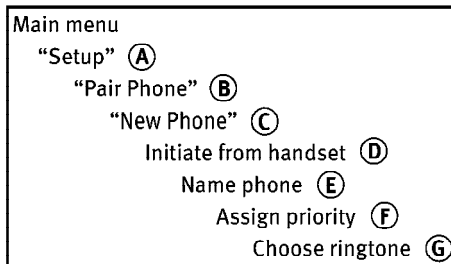 Main menu
“Setup” Ⓐ
“Pair Phone” Ⓑ
“New Phone” Ⓒ
Initiate from handset Ⓓ
Name phone Ⓔ
Assign priority Ⓕ
Choose ringtone Ⓖ